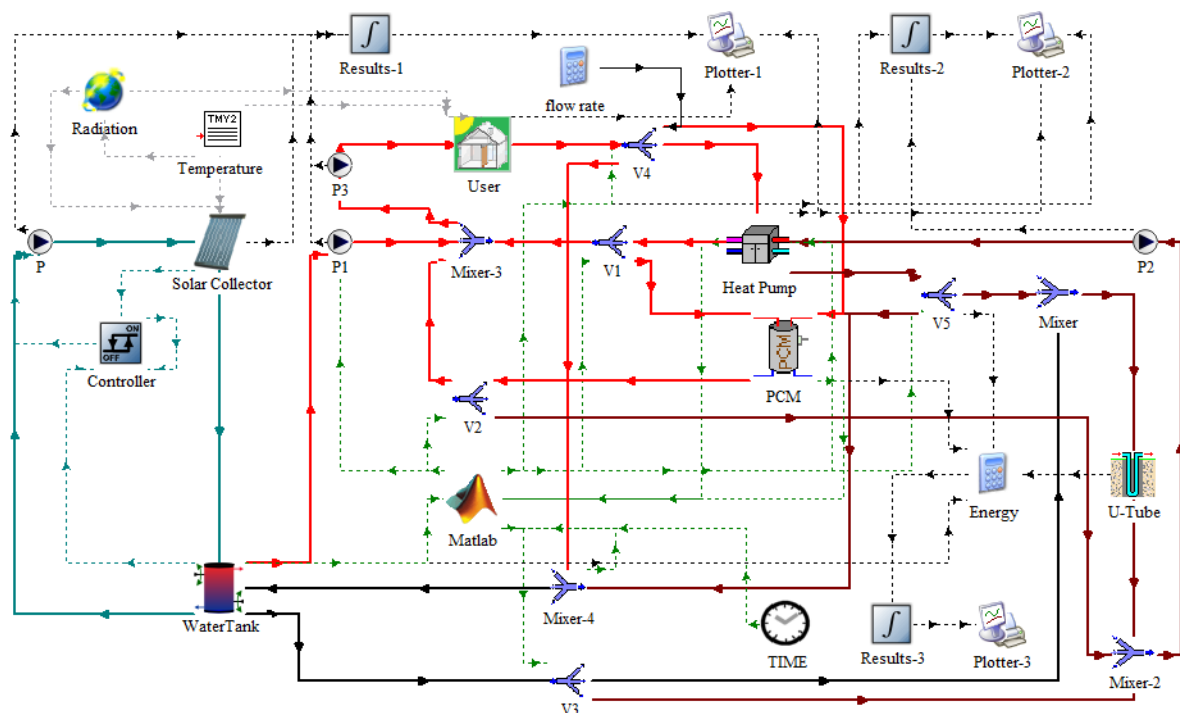 Results-1
Plotter-1
Results-2
Plotter-2
flow rate
Radiation
TMY2
Temperature
P3
User
V4
P
Solar Collector
P1
Mixer-3
V1
Heat Pump
P2
V5
Mixer
ON
OFF
Controller
PCM
PCM
V2
Matlab
Energy
U-Tube
WaterTank
Mixer-4
TIME
Results-3
Plotter-3
Mixer-2
V3